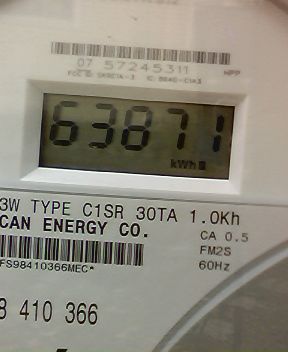 07 57245311 NPP
63871
kWh
3W TYPE C1SR 30TA 1.0Kh
CAN ENERGY CO.
CA 0.5
FM2S
60Hz
FS98410366MEC*
8 410 366